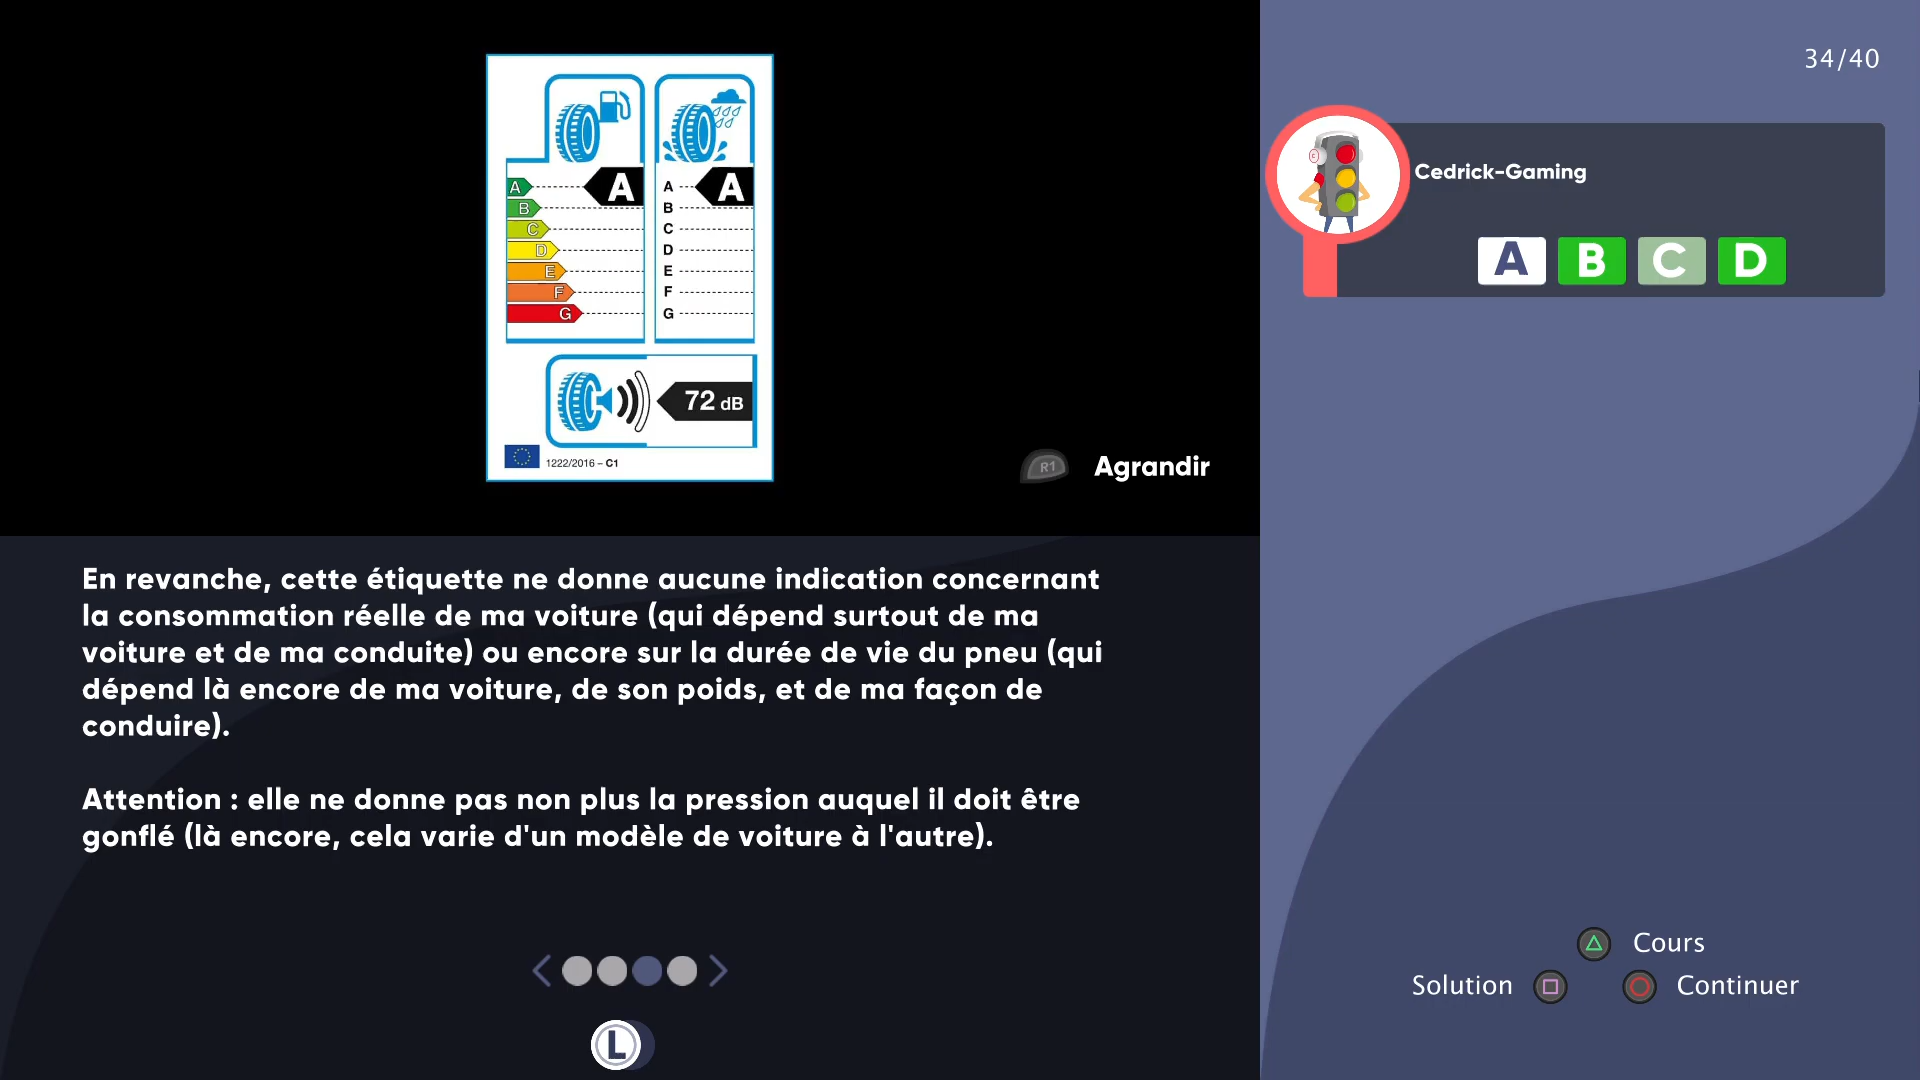 34/40
Cedrick-Gaming
A B C D
A A
A A
B B
C C
D D
E E
F F
G G
72 dB
1222/2016 – C1
R1 Agrandir
En revanche, cette étiquette ne donne aucune indication concernant
la consommation réelle de ma voiture (qui dépend surtout de ma
voiture et de ma conduite) ou encore sur la durée de vie du pneu (qui
dépend là encore de ma voiture, de son poids, et de ma façon de
conduire).
Attention : elle ne donne pas non plus la pression auquel il doit être
gonflé (là encore, cela varie d'un modèle de voiture à l'autre).
L
Cours
Solution Continuer